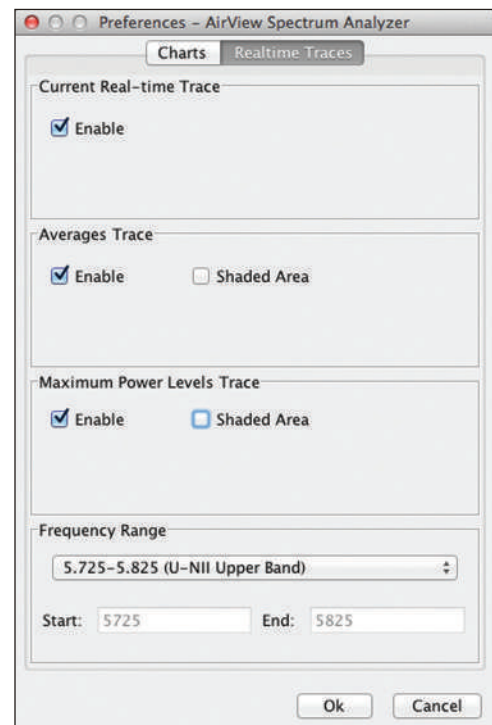 Preferences – AirView Spectrum Analyzer
Charts Realtime Traces
Current Real-time Trace
Enable
Averages Trace
Enable Shaded Area
Maximum Power Levels Trace
Enable Shaded Area
Frequency Range
5.725-5.825 (U-NII Upper Band)
Start: 5725 End: 5825
Ok Cancel